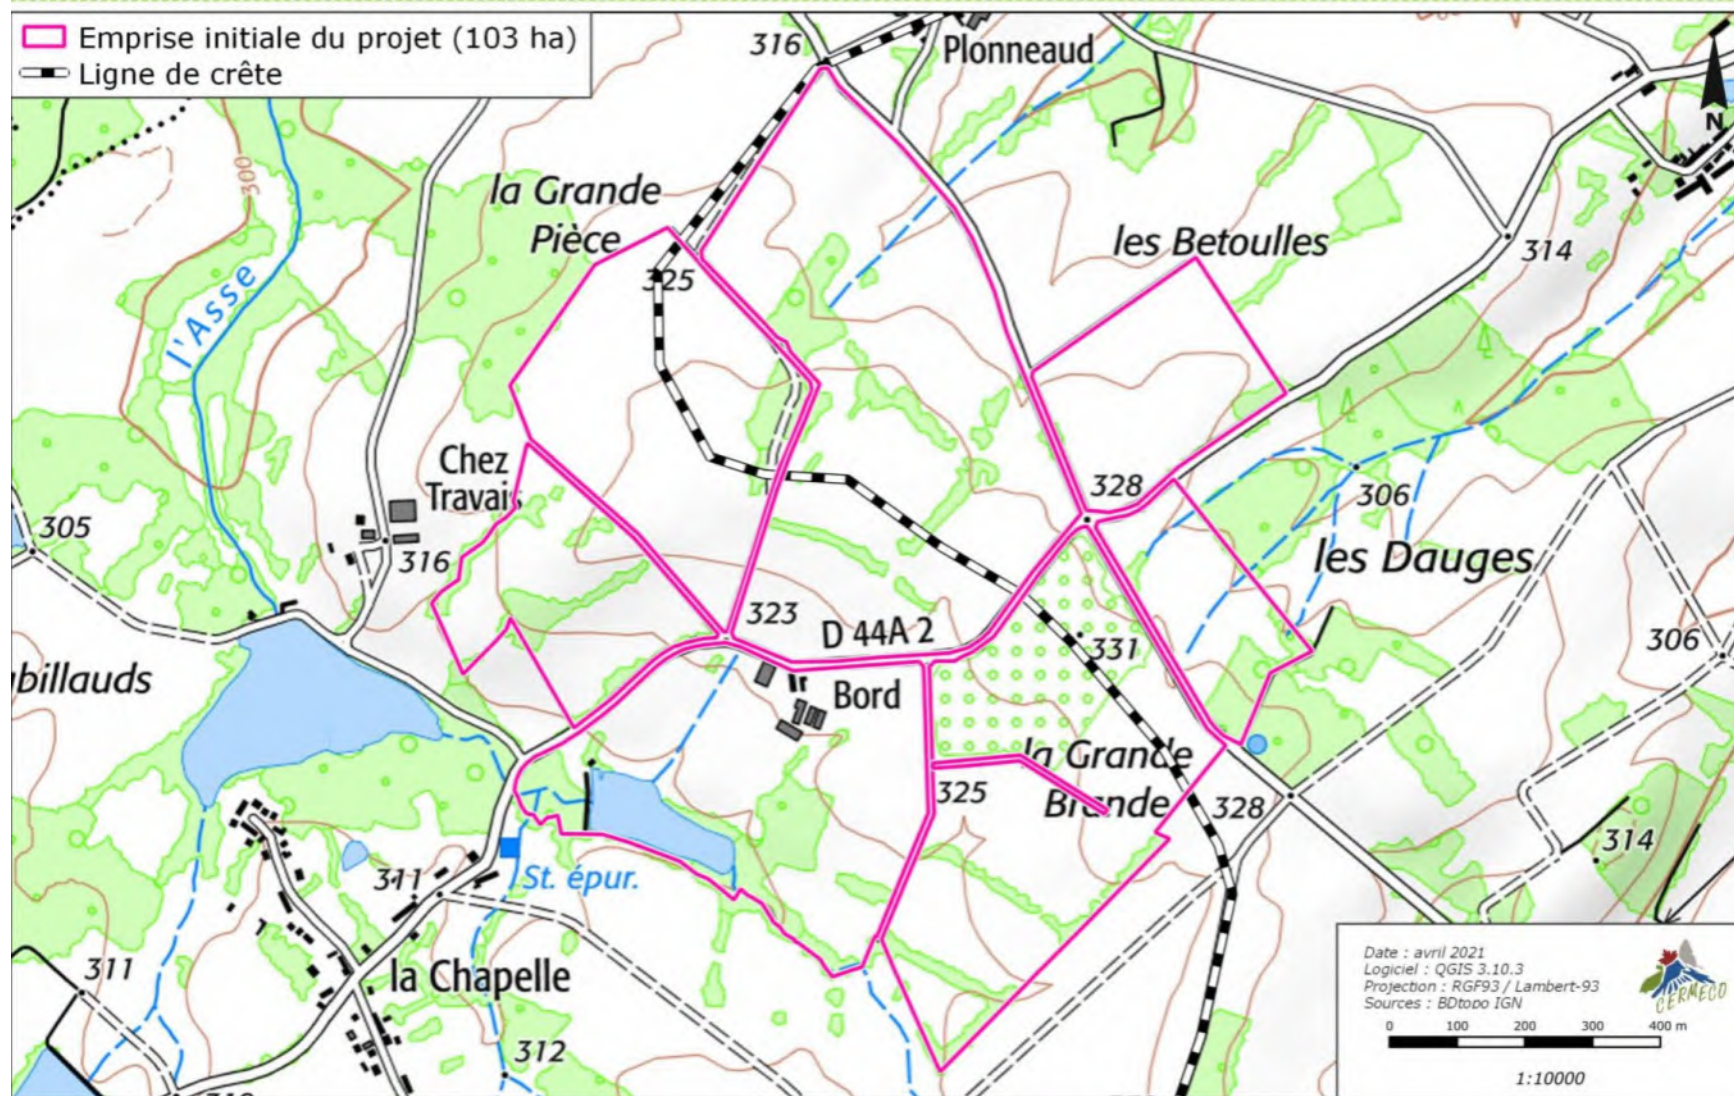 Emprise initiale du projet (103 ha)
Ligne de crête
316
Plonneaud
N
300
la Grande
Pièce
les Betoulles
314
325
l'Asse
Chez
Travais
328
306
305
316
les Dauges
323
D 44A 2
331
306
billauds
Bord
la Grande
Brande
325
328
314
311
St. épur.
311
la Chapelle
312
Date : avril 2021
Logiciel : QGIS 3.10.3
Projection : RGF93 / Lambert-93
Sources : BDtopo IGN
CERMECO
0 100 200 300 400 m
1:10000